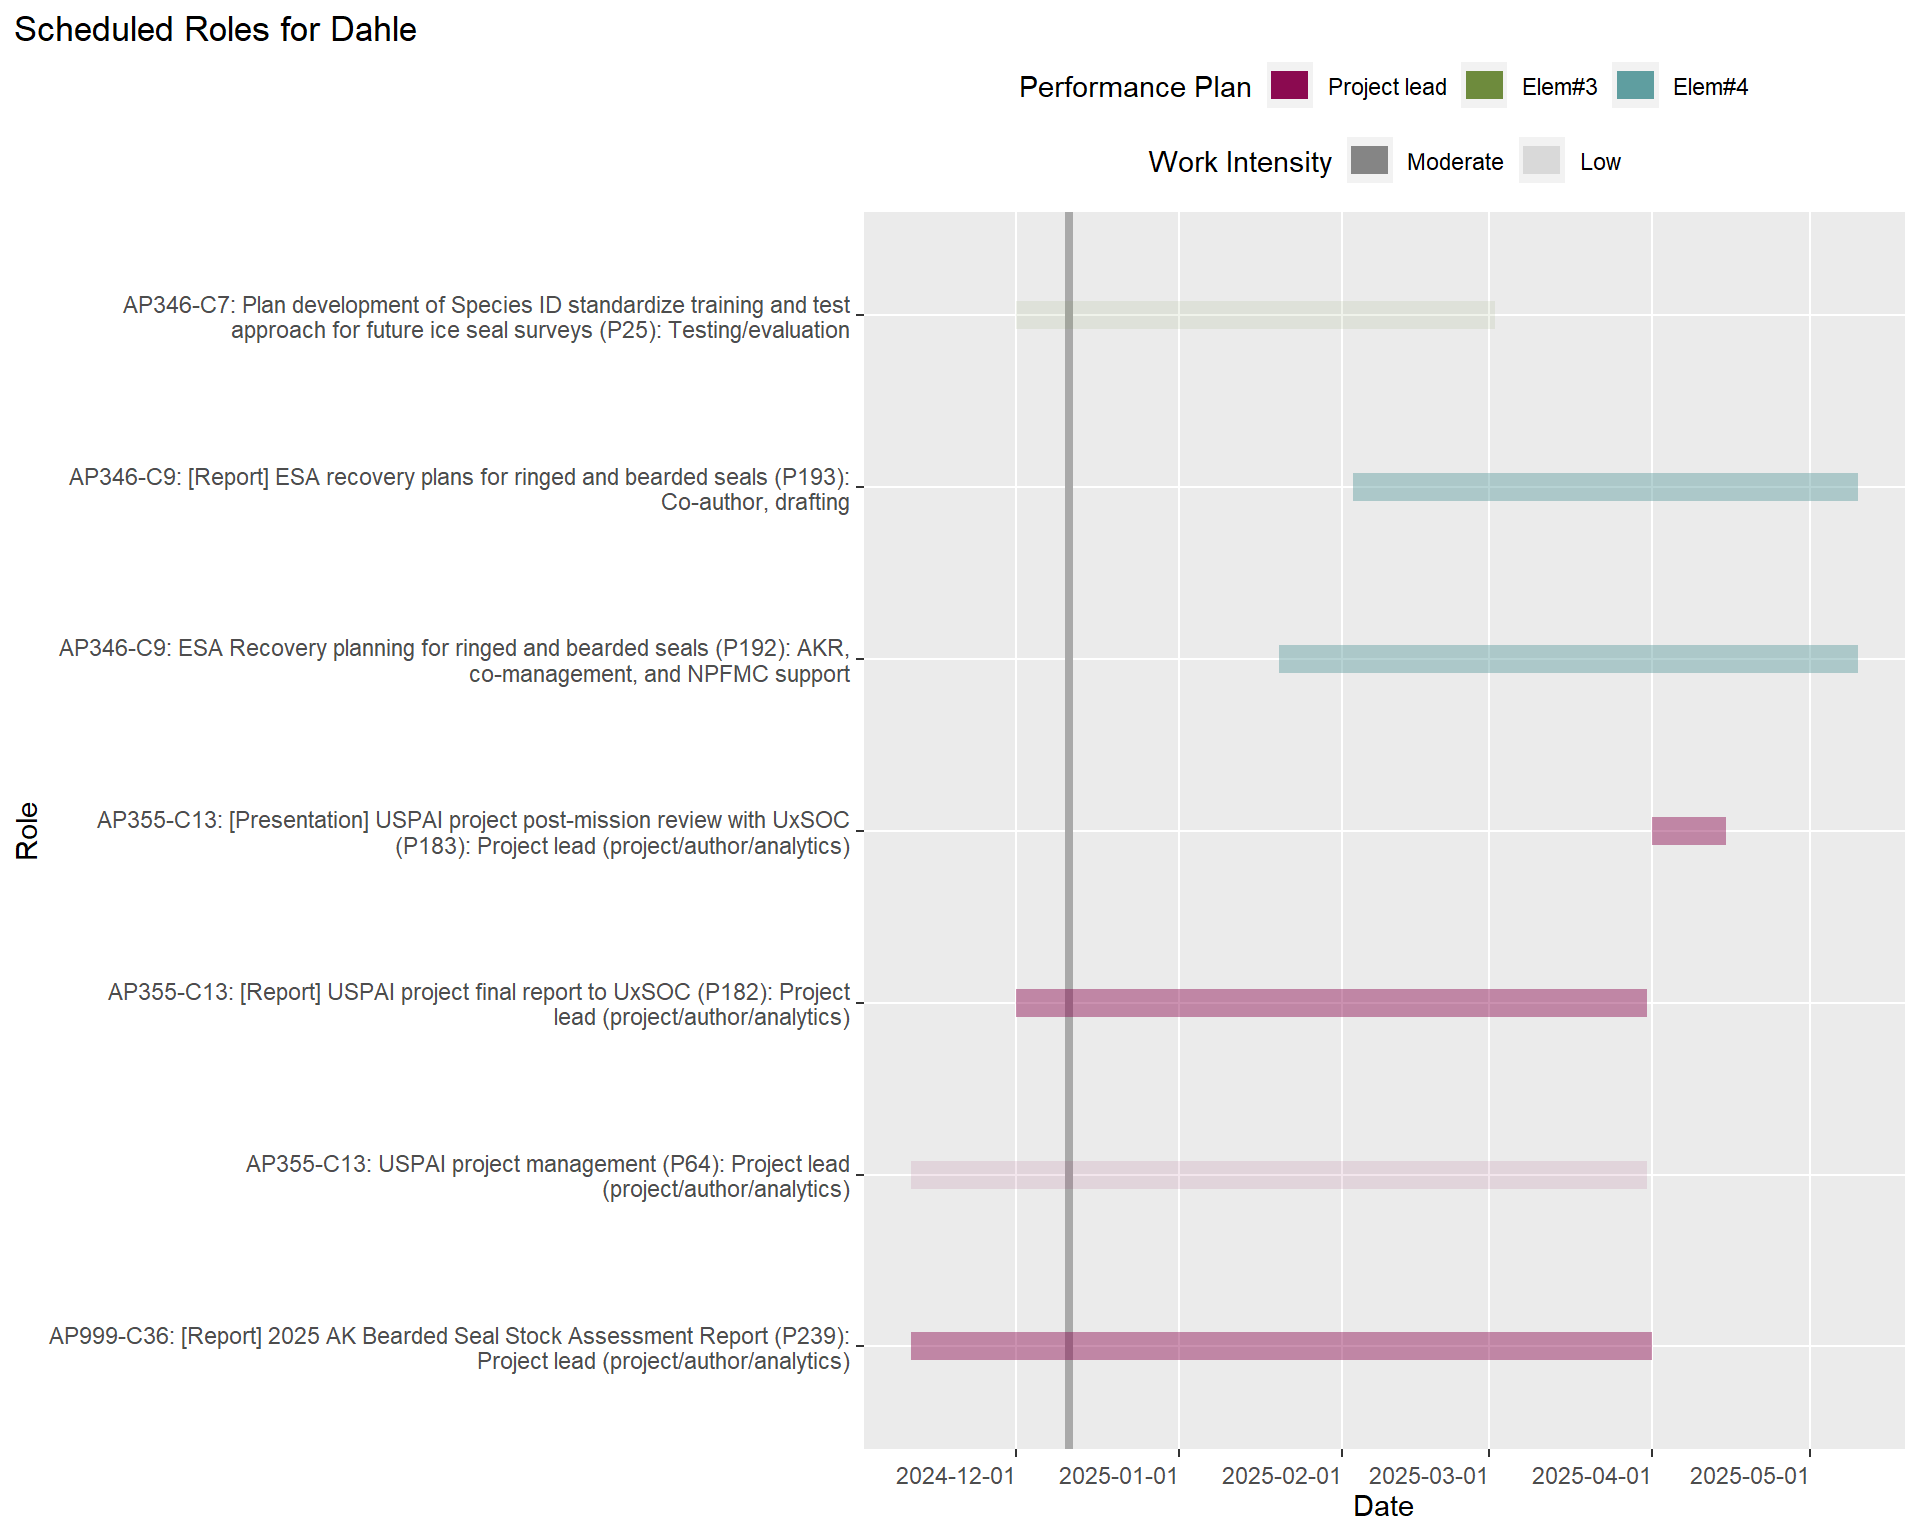 Scheduled Roles for Dahle
Performance Plan Project lead Elem#3 Elem#4
Work Intensity Moderate Low
AP346-C7: Plan development of Species ID standardize training and test
approach for future ice seal surveys (P25): Testing/evaluation
AP346-C9: [Report] ESA recovery plans for ringed and bearded seals (P193):
Co-author, drafting
AP346-C9: ESA Recovery planning for ringed and bearded seals (P192): AKR,
co-management, and NPFMC support
AP355-C13: [Presentation] USPAI project post-mission review with UxSOC
(P183): Project lead (project/author/analytics)
AP355-C13: [Report] USPAI project final report to UxSOC (P182): Project
lead (project/author/analytics)
AP355-C13: USPAI project management (P64): Project lead
(project/author/analytics)
AP999-C36: [Report] 2025 AK Bearded Seal Stock Assessment Report (P239):
Project lead (project/author/analytics)
Role
2024-12-01 2025-01-01 2025-02-01 2025-03-01 2025-04-01 2025-05-01
Date